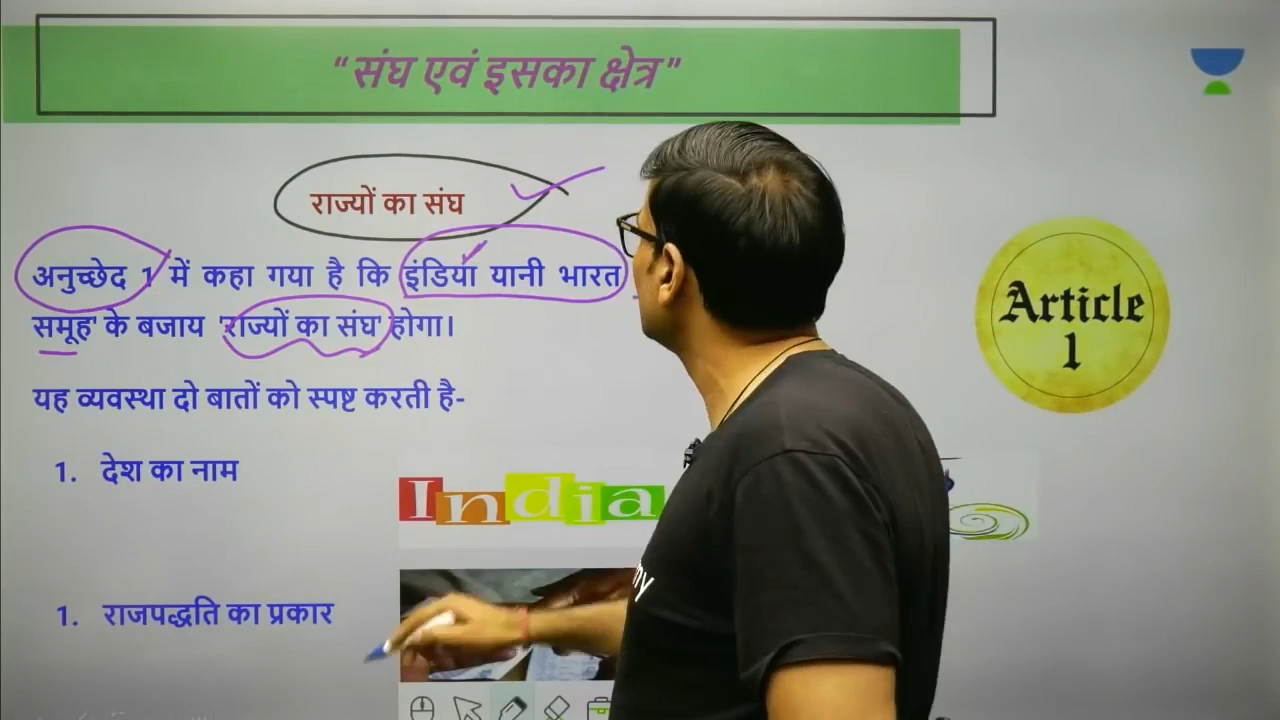 “संघ एवं इसका क्षेत्र”
राज्यों का संघ
अनुच्छेद 1 में कहा गया है कि इंडिया यानी भारत
समूह' के बजाय 'राज्यों का संघ' होगा।
यह व्यवस्था दो बातों को स्पष्ट करती है-
1. देश का नाम
India
1. राजपद्धति का प्रकार
Article
1